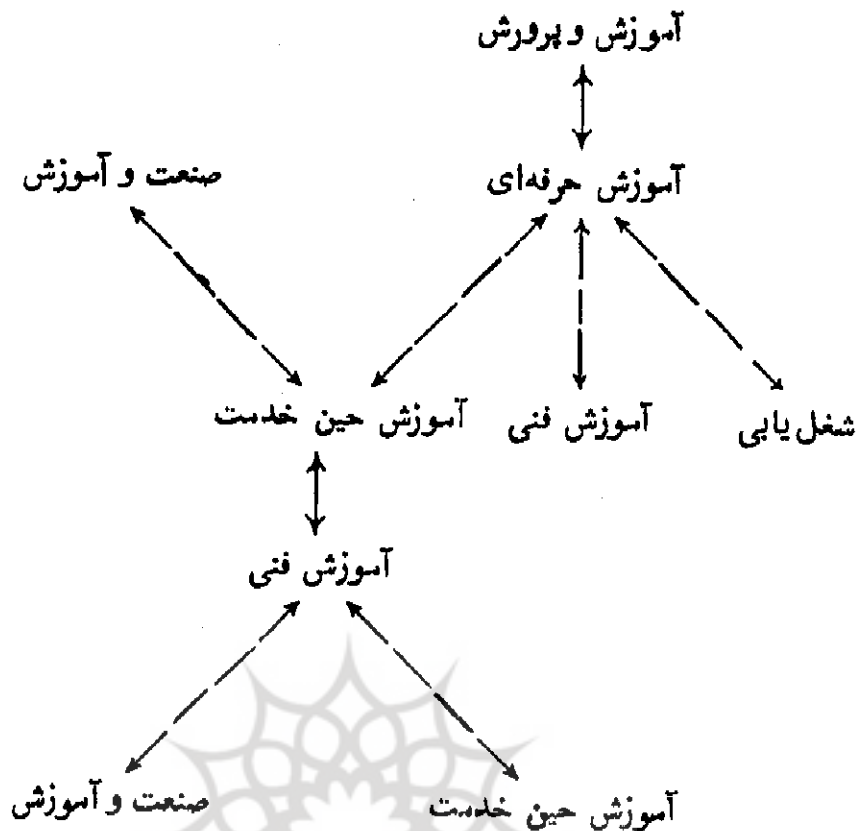 آموزش و پرورش
صنعت و آموزش
آموزش حرفه‌ای
آموزش حین خدمت
آموزش فنی
شغل‌یابی
آموزش فنی
صنعت و آموزش
آموزش حین خدمت